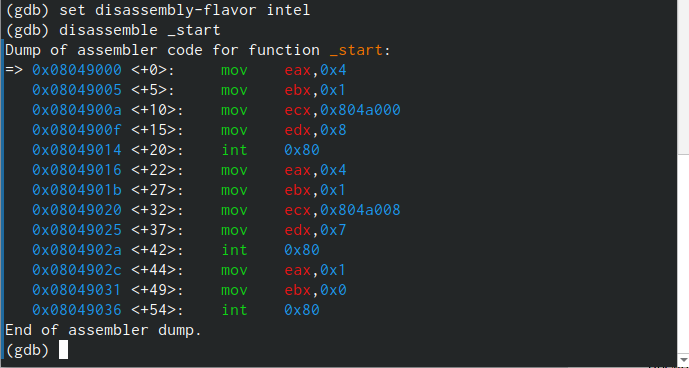 (gdb) set disassembly-flavor intel
(gdb) disassemble _start
Dump of assembler code for function _start:
=> 0x08049000 <+0>:     mov    eax,0x4
   0x08049005 <+5>:     mov    ebx,0x1
   0x0804900a <+10>:    mov    ecx,0x804a000
   0x0804900f <+15>:    mov    edx,0x8
   0x08049014 <+20>:    int    0x80
   0x08049016 <+22>:    mov    eax,0x4
   0x0804901b <+27>:    mov    ebx,0x1
   0x08049020 <+32>:    mov    ecx,0x804a008
   0x08049025 <+37>:    mov    edx,0x7
   0x0804902a <+42>:    int    0x80
   0x0804902c <+44>:    mov    eax,0x1
   0x08049031 <+49>:    mov    ebx,0x0
   0x08049036 <+54>:    int    0x80
End of assembler dump.
(gdb)